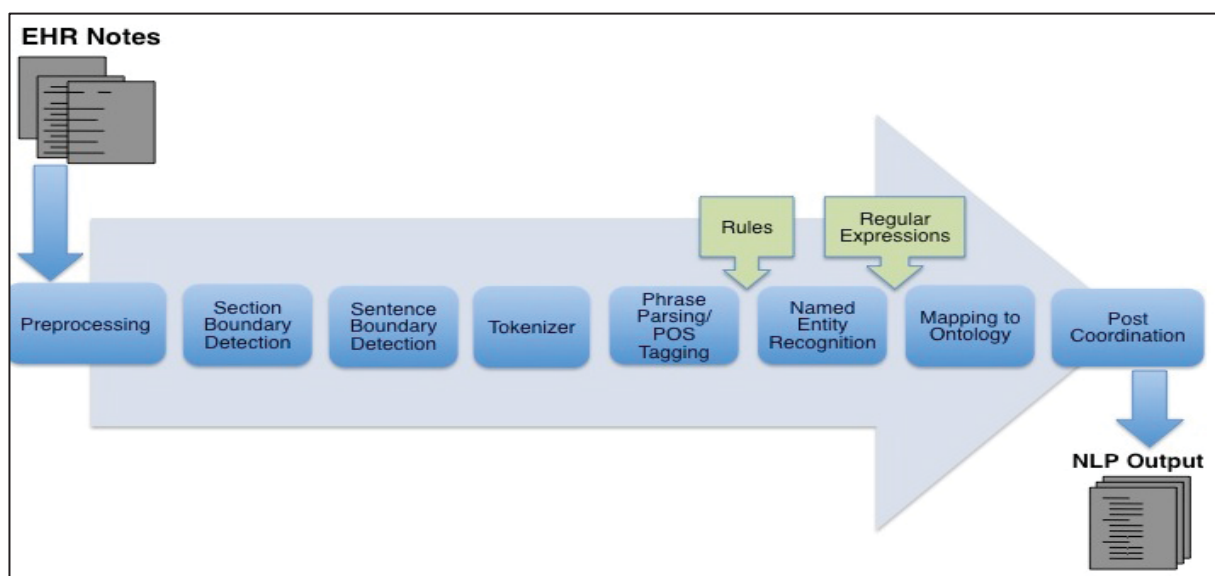 EHR Notes
Rules
Regular
Expressions
Preprocessing
Section
Boundary
Detection
Sentence
Boundary
Detection
Tokenizer
Phrase
Parsing/
POS
Tagging
Named
Entity
Recognition
Mapping to
Ontology
Post
Coordination
NLP Output